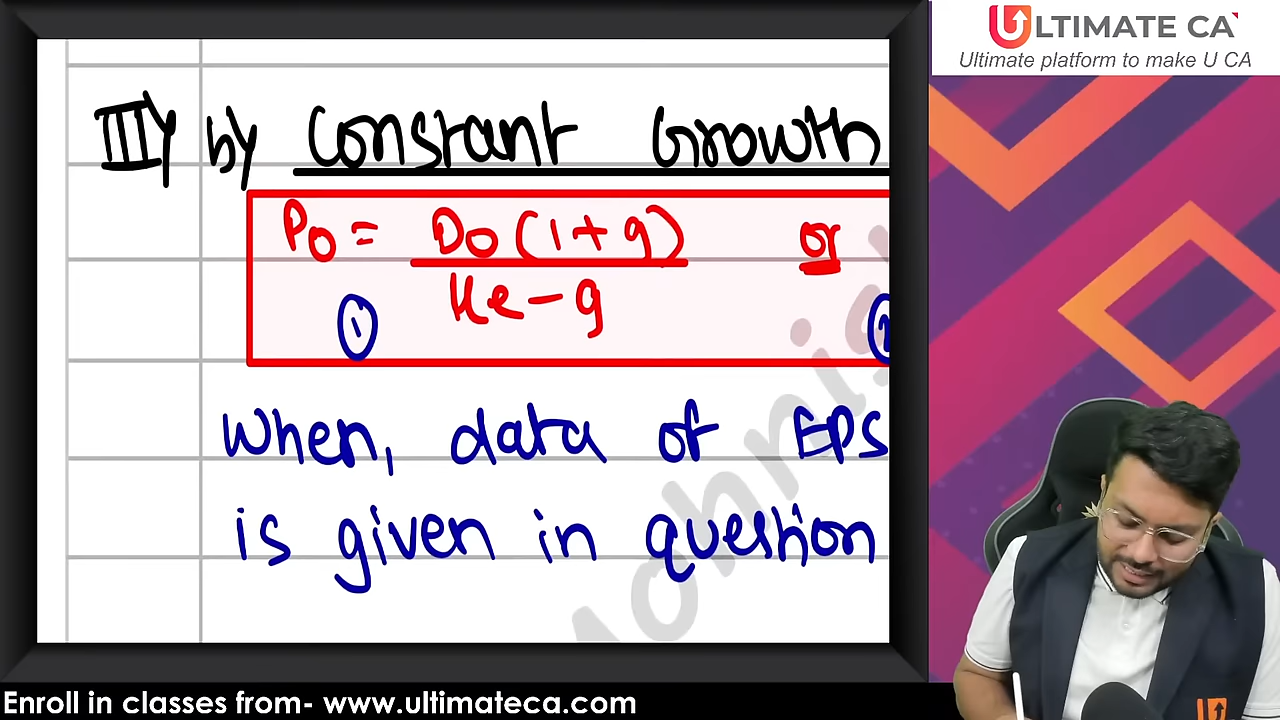 ULTIMATE CA
Ultimate platform to make U CA
III) by Constant Growth
P0 = D0(1+g) or
Ke-g
①
When, data of EPS
is given in question
Mohnish
Enroll in classes from- www.ultimateca.com